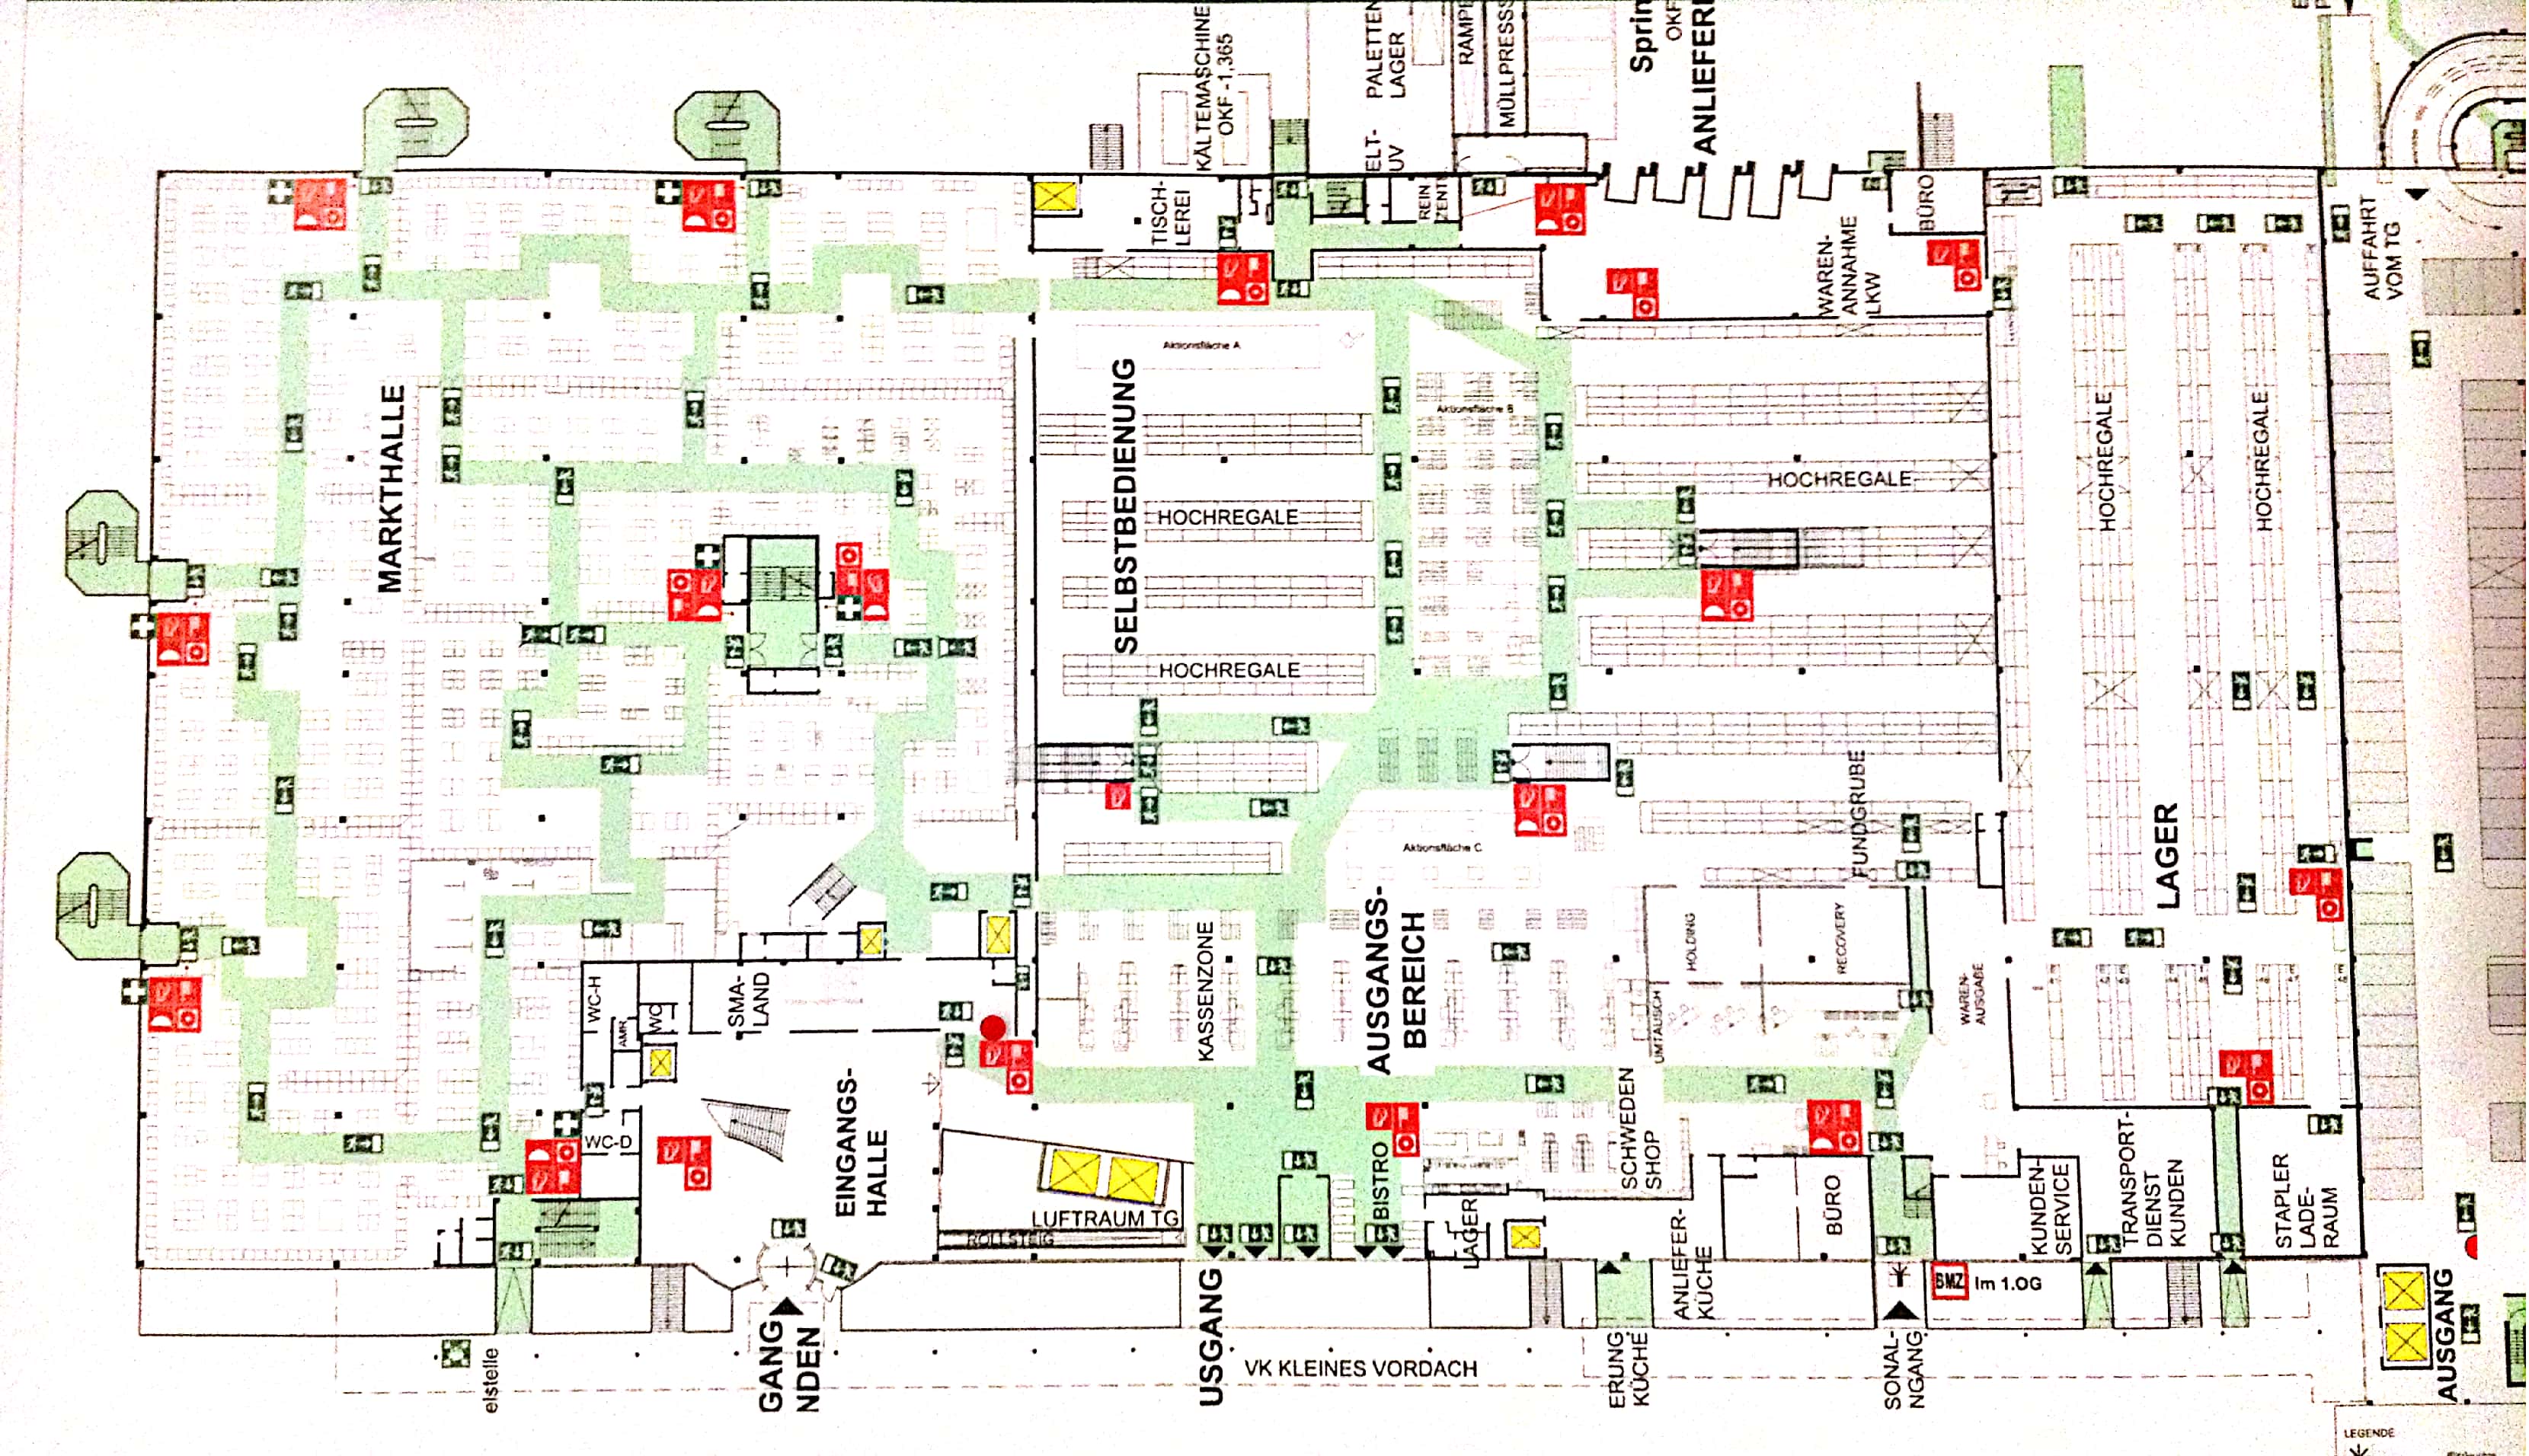 KÄLTEMASCHINE
OKF -1,365
PALETTEN
LAGER
ELT-
UV
RAMPE
MÜLLPRESSE
Sprin
OKF
ANLIEFERI
TISCH-
LEREI
REIN
ZENT
WAREN-
ANNAHME
LKW
BÜRO
AUFFAHRT
VOM TG
MARKTHALLE
SELBSTBEDIENUNG
Aktionsfläche A
Aktionsfläche B
HOCHREGALE
HOCHREGALE
HOCHREGALE
HOCHREGALE
HOCHREGALE
Aktionsfläche C
FUNDGRUBE
LAGER
KASSENZONE
AUSGANGS-
BEREICH
HOLDING
RECOVERY
UMTAUSCH
WAREN-
AUSGABE
WC-H
AMR
WC
SMA-
LAND
WC-D
EINGANGS-
HALLE
LUFTRAUM TG
ROLLSTEIG
BISTRO
SCHWEDEN
SHOP
LAGER
ANLIEFER-
KÜCHE
BÜRO
KUNDEN-
SERVICE
TRANSPORT-
DIENST
KUNDEN
STAPLER
LADE-
RAUM
BMZ Im 1.OG
elstelle
GANG
NDEN
USGANG
VK KLEINES VORDACH
ERUNG
KÜCHE
SONAL-
NGANG
AUSGANG
LEGENDE